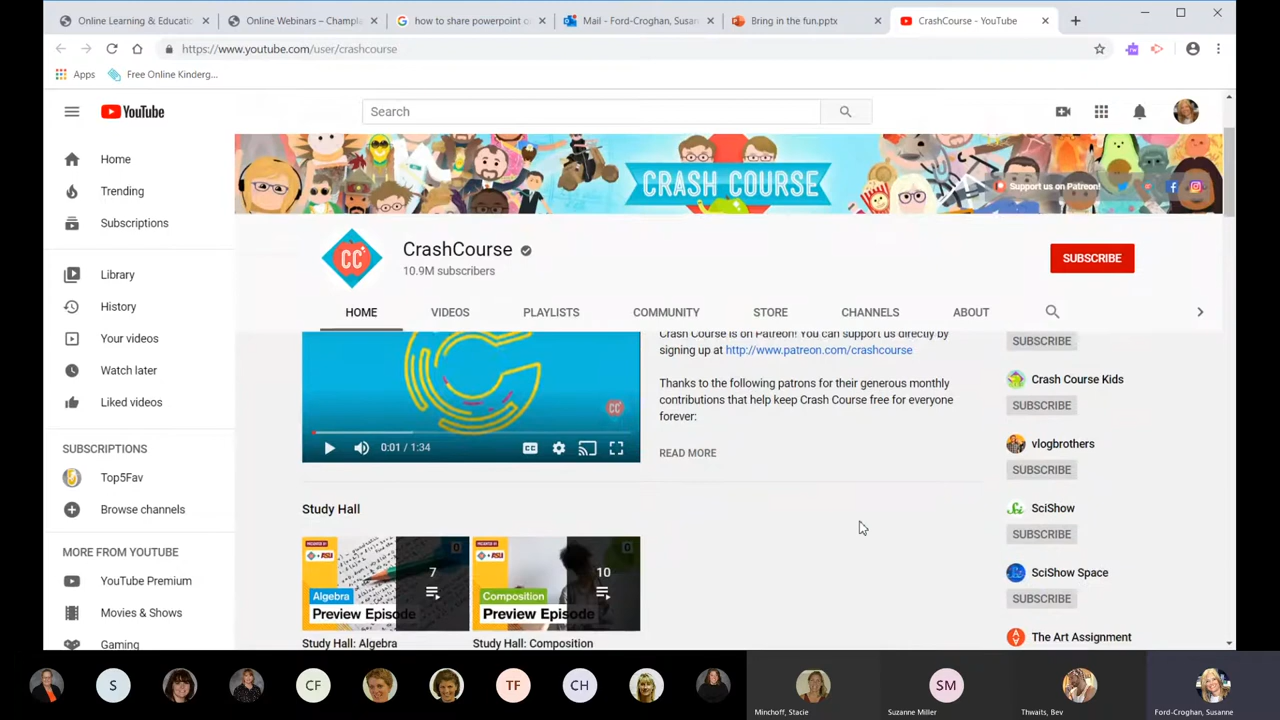 Online Learning & Educatio
Online Webinars – Champla
how to share powerpoint o
Mail - Ford-Croghan, Susan
Bring in the fun.pptx
CrashCourse - YouTube
https://www.youtube.com/user/crashcourse
Apps
Free Online Kinderg...
YouTube
Search
Home
Trending
Subscriptions
Library
History
Your videos
Watch later
Liked videos
SUBSCRIPTIONS
Top5Fav
Browse channels
MORE FROM YOUTUBE
YouTube Premium
Movies & Shows
Gaming
CRASH COURSE
Support us on Patreon!
CC
CrashCourse
10.9M subscribers
SUBSCRIBE
HOME
VIDEOS
PLAYLISTS
COMMUNITY
STORE
CHANNELS
ABOUT
CC
0:01 / 1:34
CC
Crash Course is on Patreon! You can support us directly by
signing up at http://www.patreon.com/crashcourse
Thanks to the following patrons for their generous monthly
contributions that help keep Crash Course free for everyone
forever:
READ MORE
Study Hall
Algebra
Preview Episode
7
Study Hall: Algebra
Composition
Preview Episode
10
Study Hall: Composition
SUBSCRIBE
Crash Course Kids
SUBSCRIBE
vlogbrothers
SUBSCRIBE
SciShow
SUBSCRIBE
SciShow Space
SUBSCRIBE
The Art Assignment
S
CF
TF
CH
Minchoff, Stacie
SM
Suzanne Miller
Thwaits, Bev
Ford-Croghan, Susanne